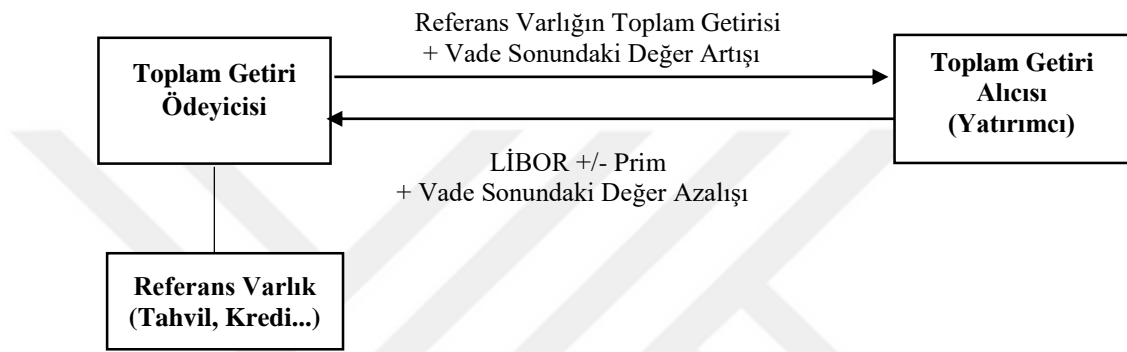 Referans Varlığın Toplam Getirisi
+ Vade Sonundaki Değer Artışı
Toplam Getiri
Ödeyicisi
Toplam Getiri
Alıcısı
(Yatırımcı)
LİBOR +/- Prim
+ Vade Sonundaki Değer Azalışı
Referans Varlık
(Tahvil, Kredi...)